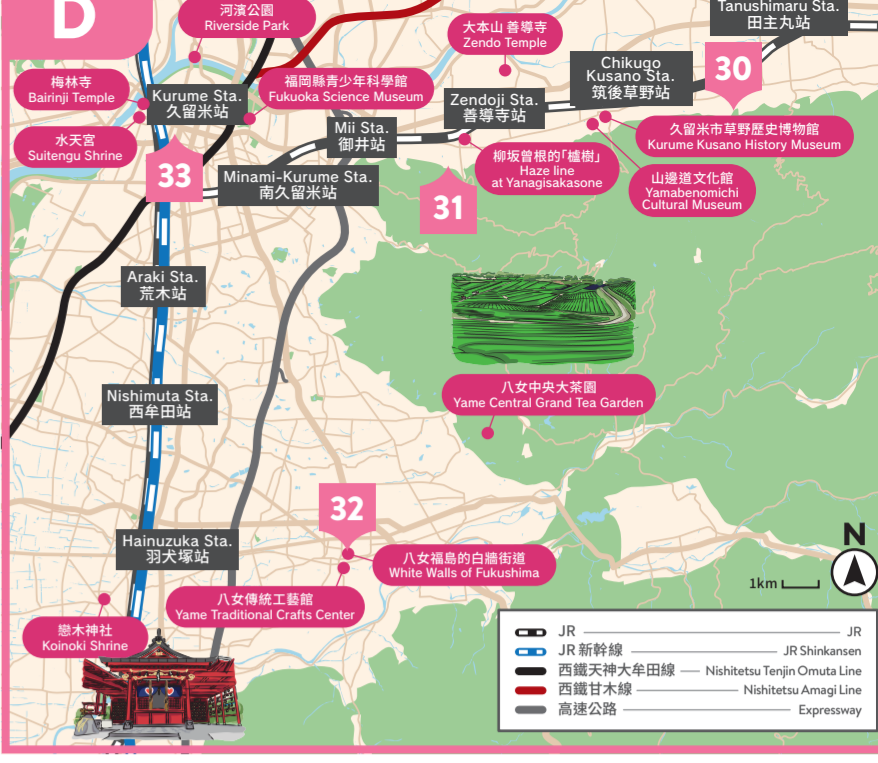 D
河濱公園
Riverside Park
大本山 善導寺
Zendo Temple
Tanushimaru Sta.
田主丸站
Chikugo
Kusano Sta.
筑後草野站
30
梅林寺
Bairinji Temple
Kurume Sta.
久留米站
福岡縣青少年科學館
Fukuoka Science Museum
Zendoji Sta.
善導寺站
水天宮
Suitengu Shrine
Mii Sta.
御井站
久留米市草野歷史博物館
Kurume Kusano History Museum
柳坂曾根的「櫨樹」
Haze line
at Yanagisakasone
33
Minami-Kurume Sta.
南久留米站
山邊道文化館
Yamabenomichi
Cultural Museum
31
Araki Sta.
荒木站
八女中央大茶園
Yame Central Grand Tea Garden
Nishimuta Sta.
西牟田站
32
Hainuzuka Sta.
羽犬塚站
八女福島的白牆街道
White Walls of Fukushima
N
1km
八女傳統工藝館
Yame Traditional Crafts Center
戀木神社
Koinoki Shrine
JR JR
JR 新幹線 JR Shinkansen
西鐵天神大牟田線 Nishitetsu Tenjin Omuta Line
西鐵甘木線 Nishitetsu Amagi Line
高速公路 Expressway